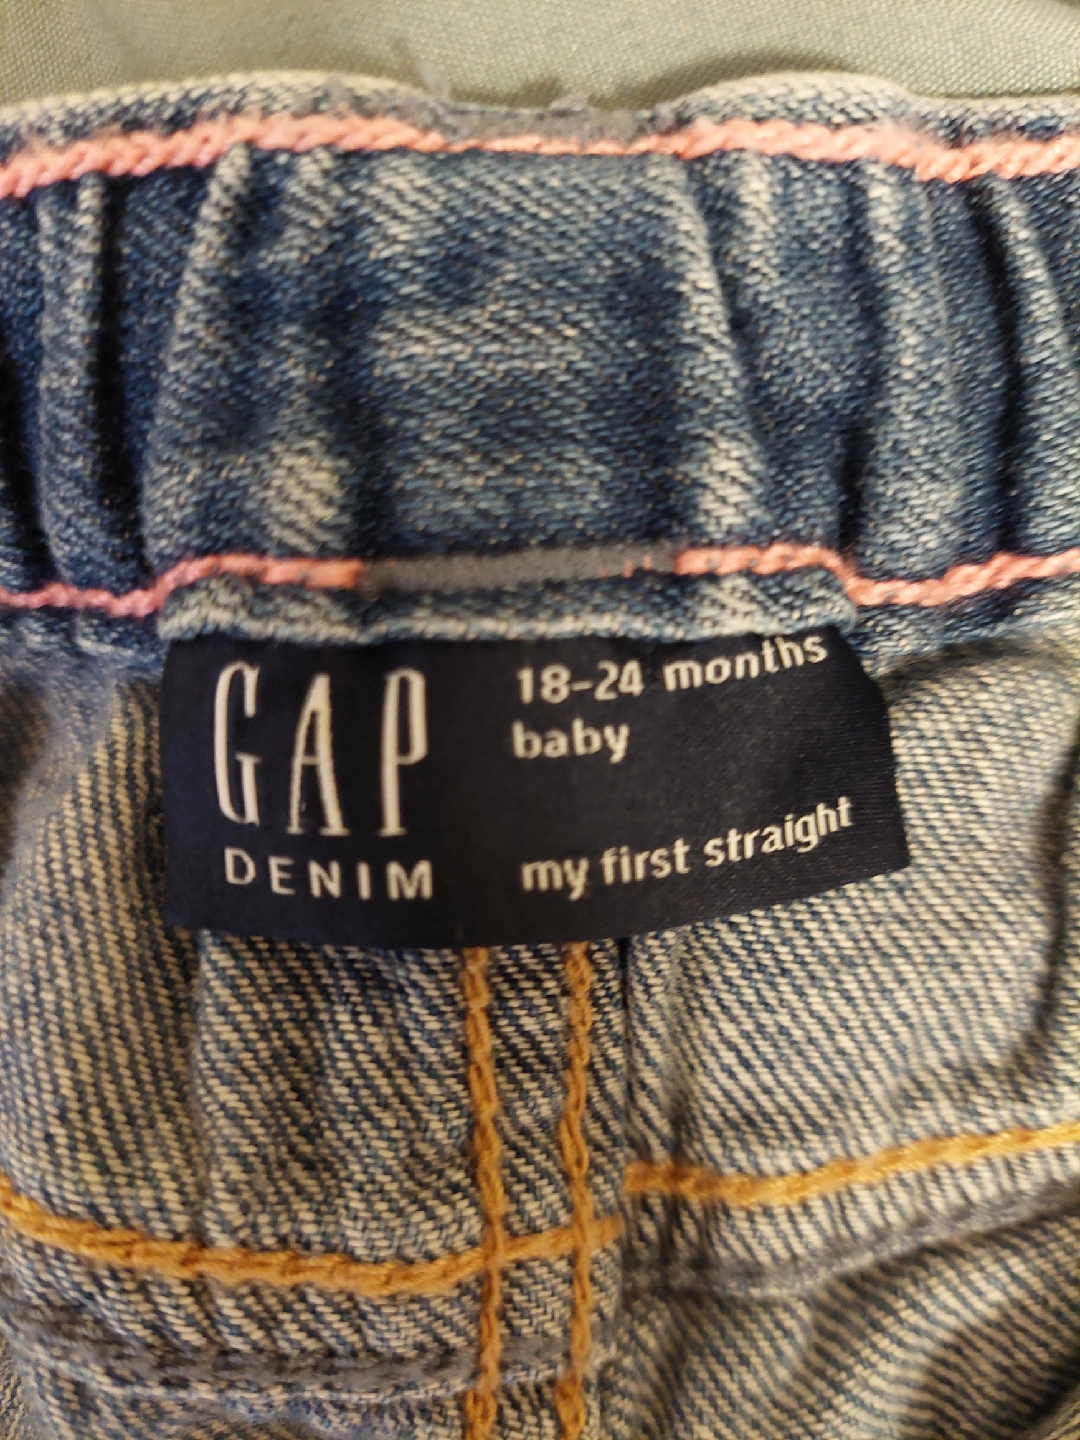 GAP
DENIM
18-24 months
baby
my first straight